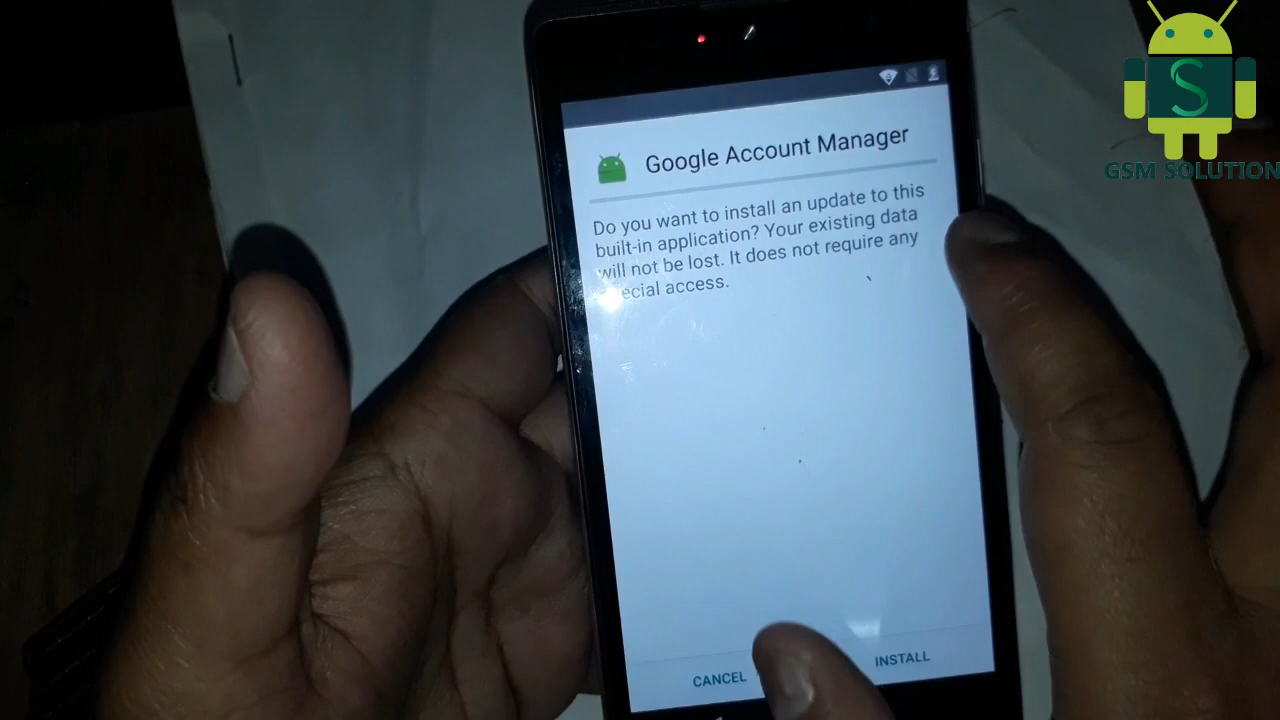 Google Account Manager
Do you want to install an update to this
built-in application? Your existing data
will not be lost. It does not require any
ecial access.
CANCEL
INSTALL
S
GSM SOLUTION